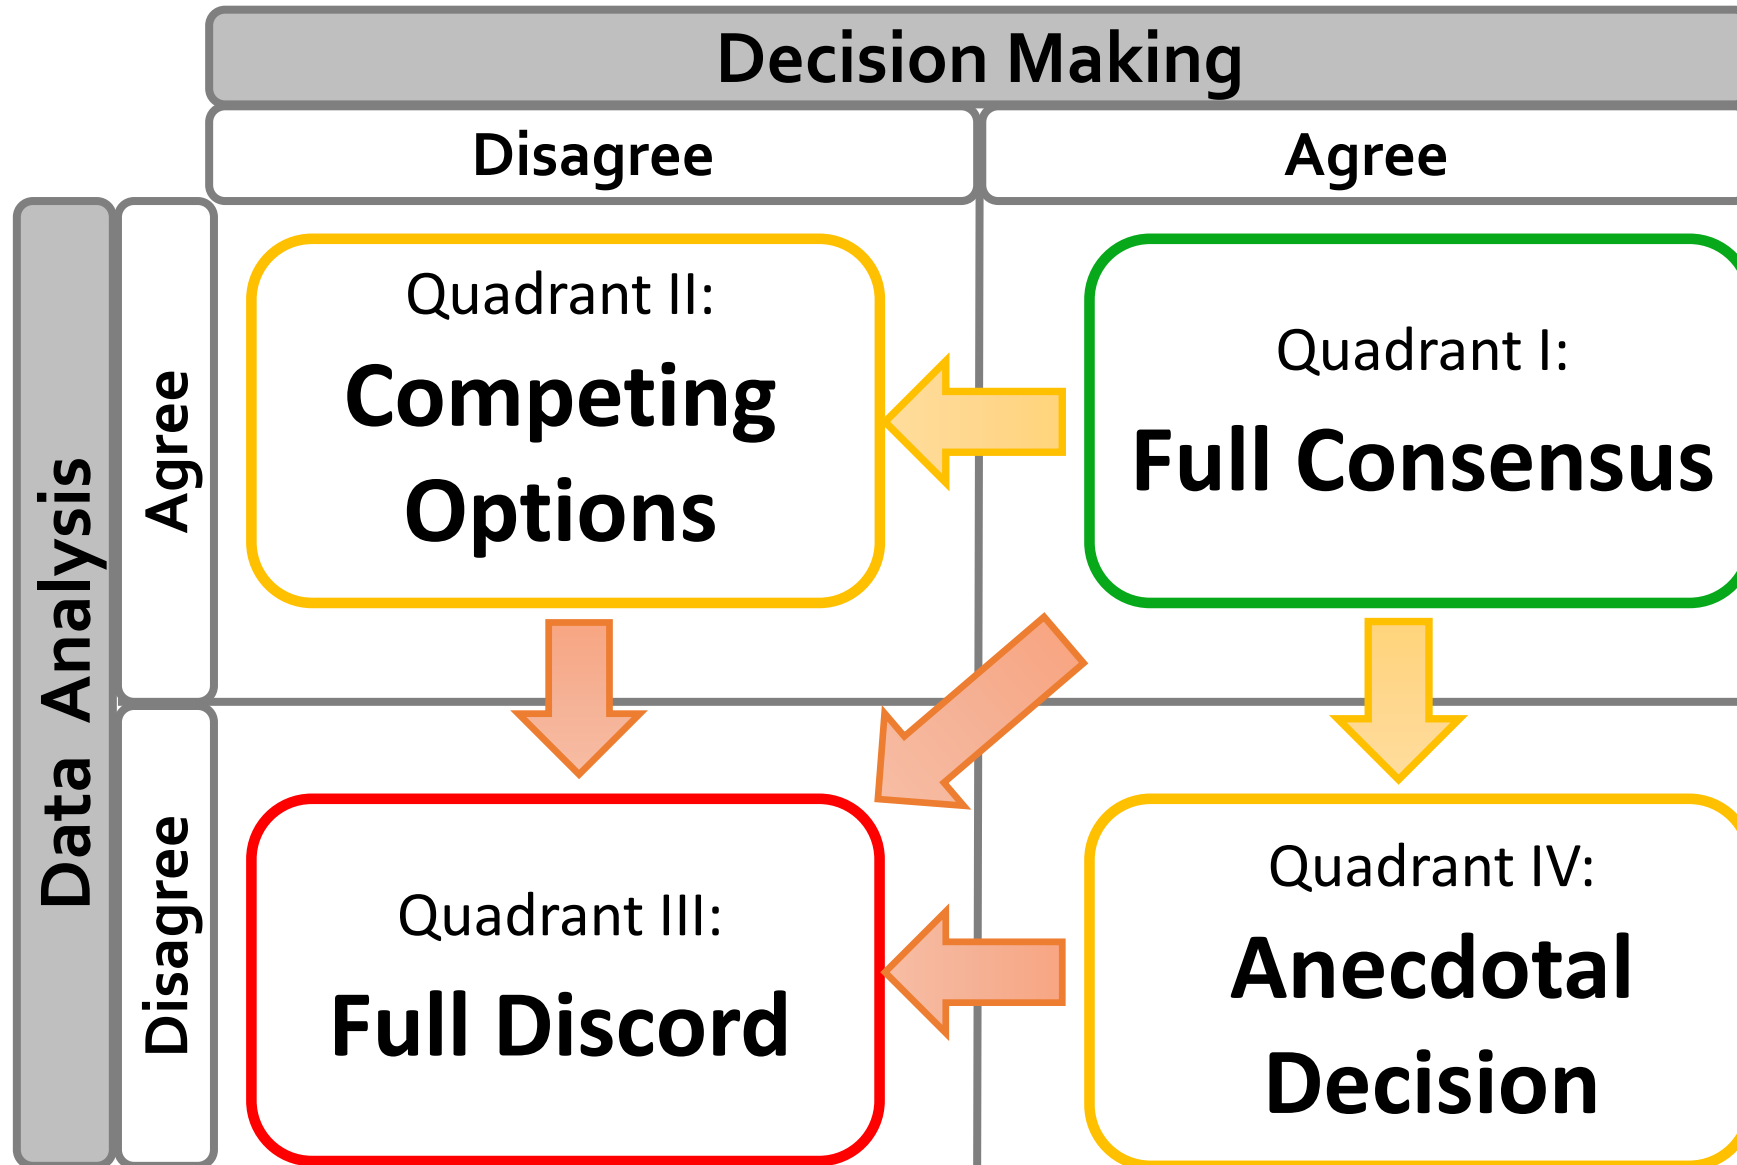 Decision Making
Disagree
Agree
Data Analysis
Agree
Quadrant II:
Competing
Options
Quadrant I:
Full Consensus
Disagree
Quadrant III:
Full Discord
Quadrant IV:
Anecdotal
Decision